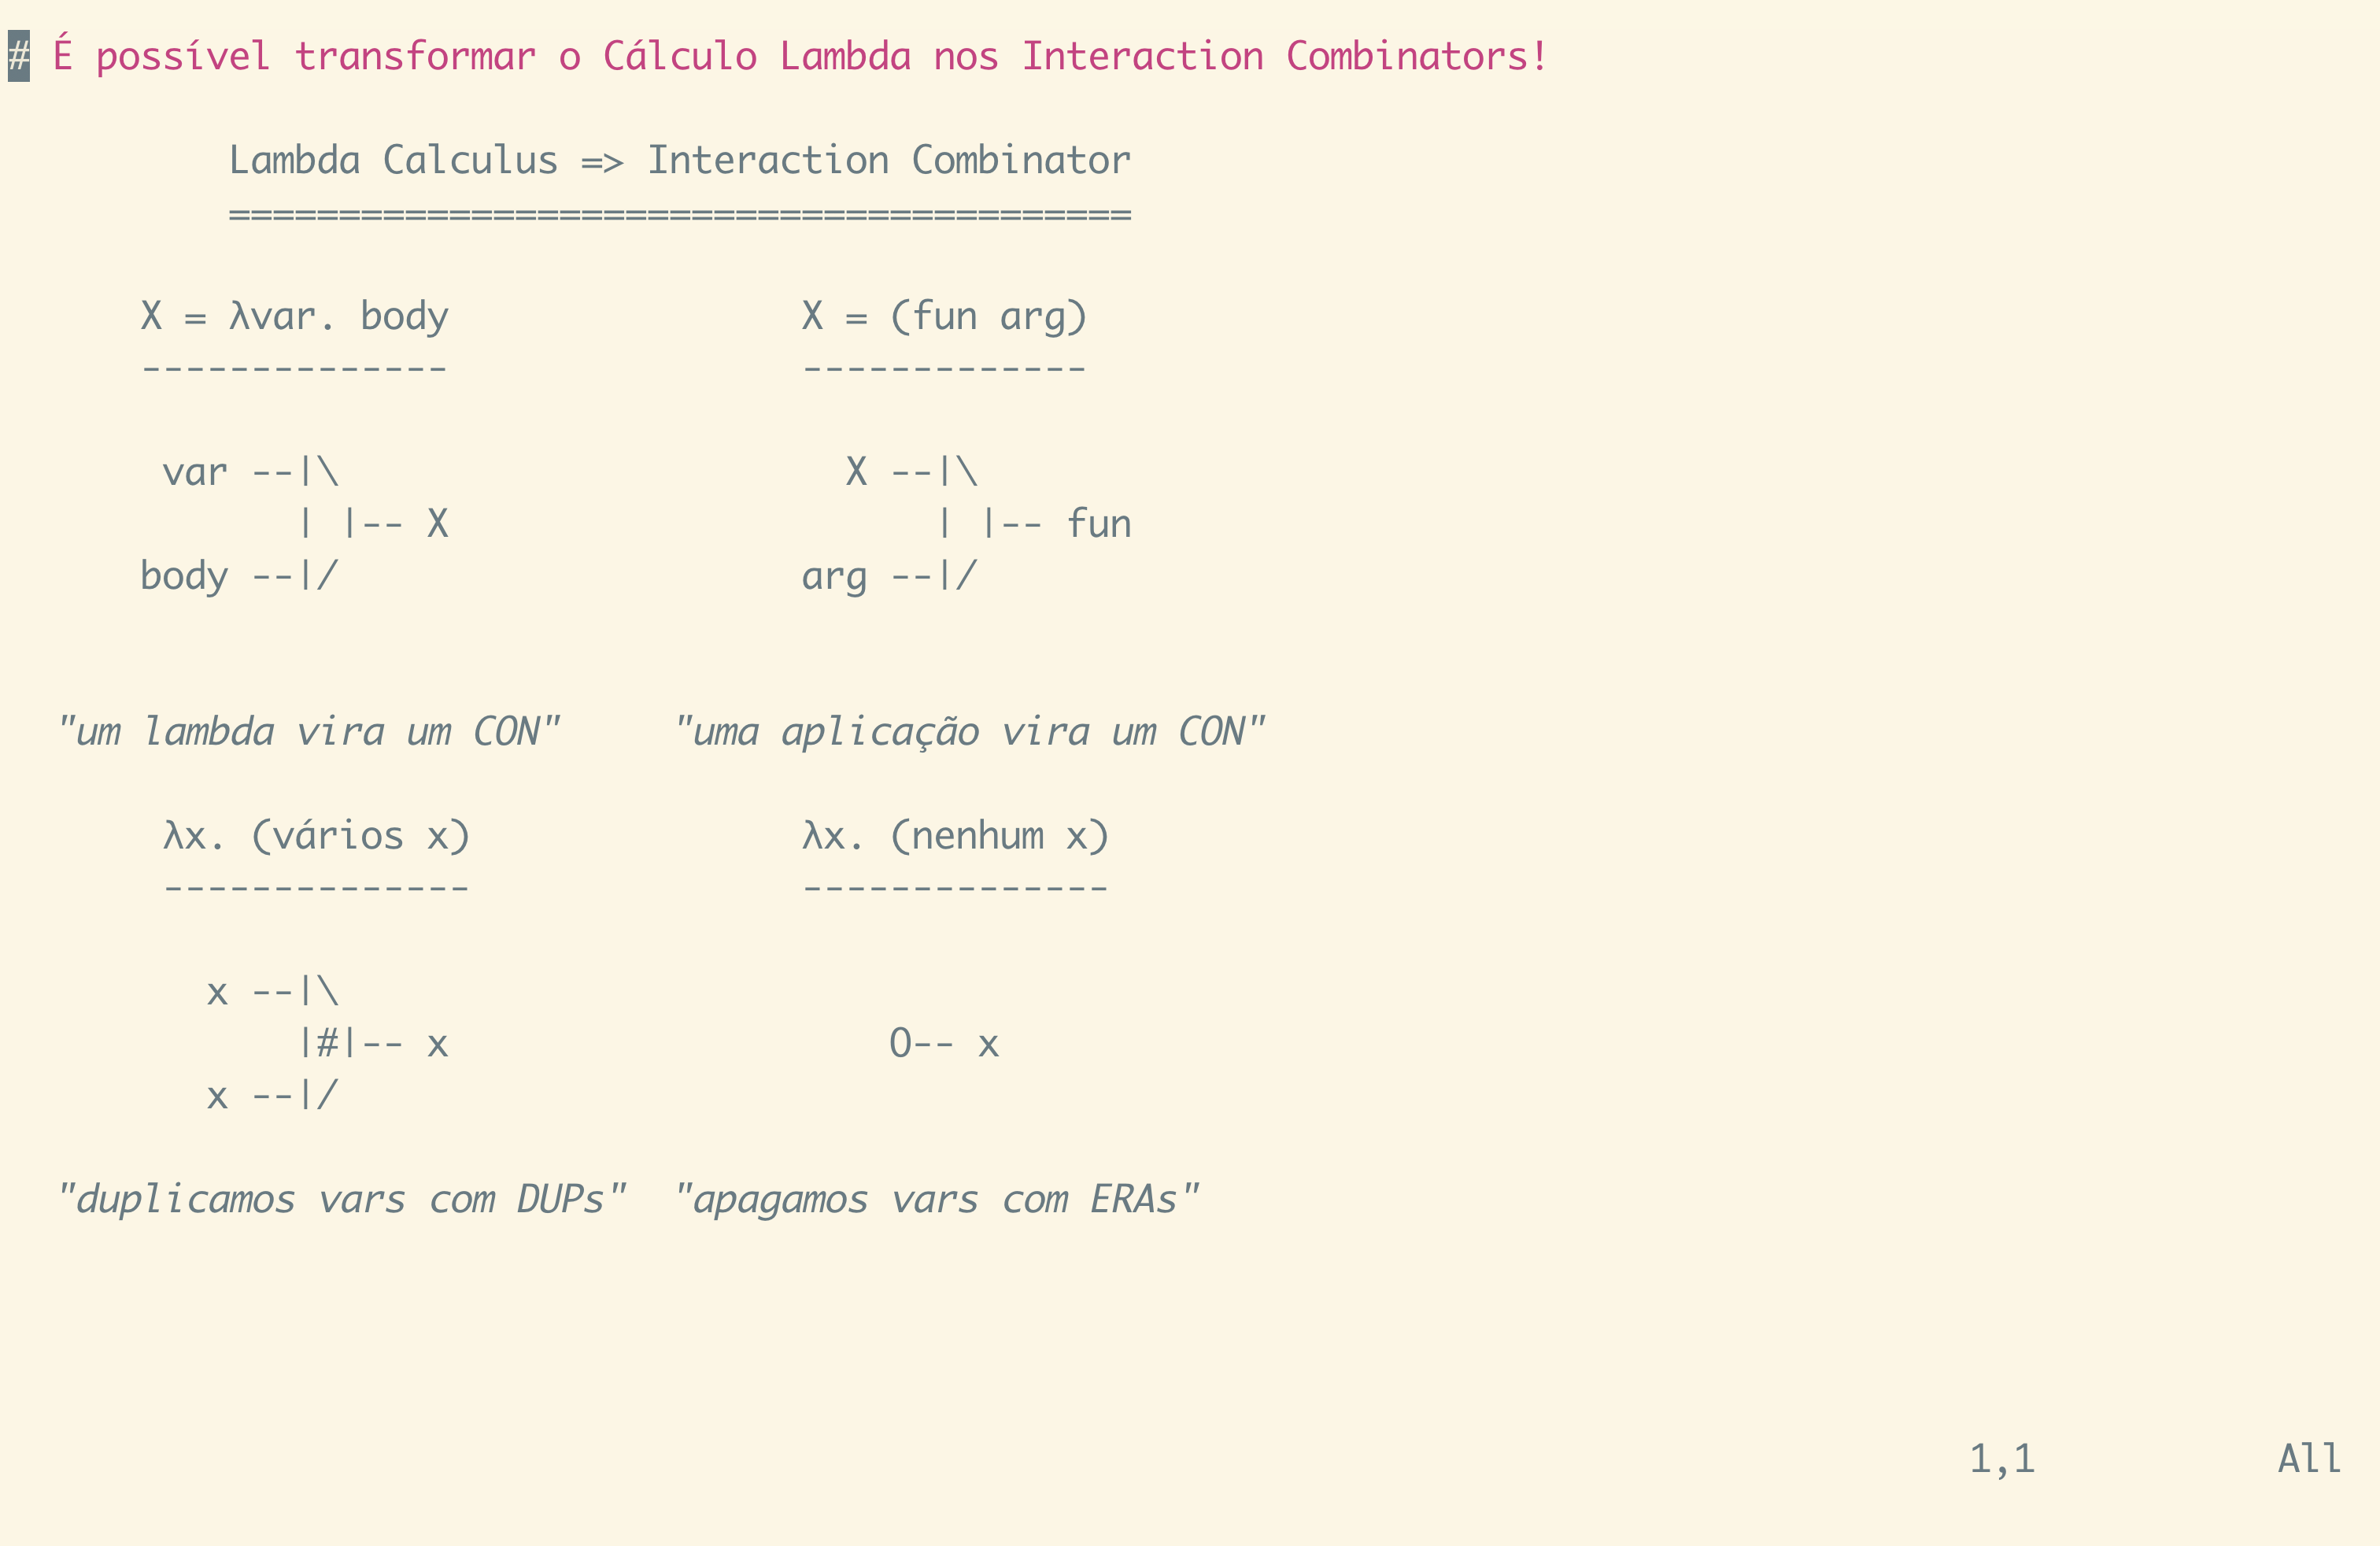 # É possível transformar o Cálculo Lambda nos Interaction Combinators!

          Lambda Calculus => Interaction Combinator
          =========================================

      X = λvar. body                X = (fun arg)
      --------------                -------------

       var --|\                       X --|\
             | |-- X                      | |-- fun
      body --|/                     arg --|/


  "um lambda vira um CON"     "uma aplicação vira um CON"

       λx. (vários x)               λx. (nenhum x)
       --------------               --------------

         x --|\
             |#|-- x                    O-- x
         x --|/

  "duplicamos vars com DUPs"  "apagamos vars com ERAs"

                                                                                         1,1           All